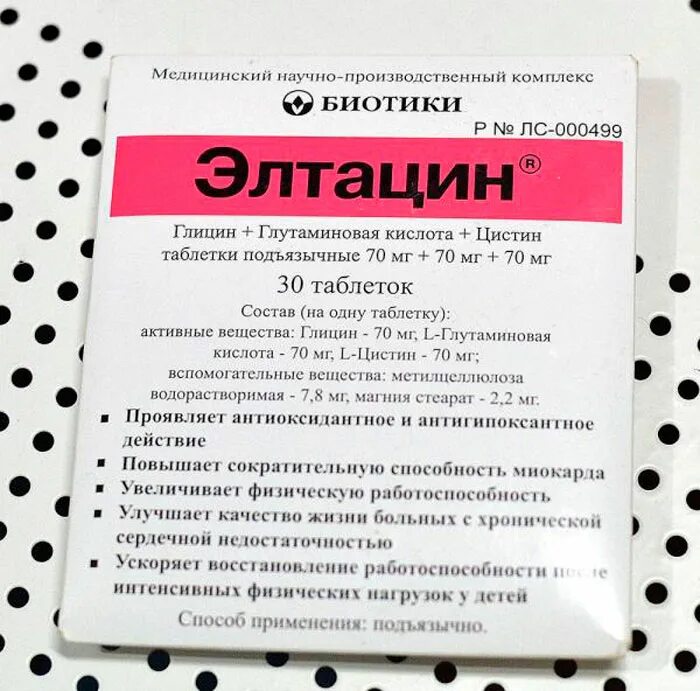 Медицинский научно-производственный комплекс
БИОТИКИ
Р № ЛС-000499
Элтацин®
Глицин + Глутаминовая кислота + Цистин
таблетки подъязычные 70 мг + 70 мг + 70 мг
30 таблеток
Состав (на одну таблетку):
активные вещества: Глицин - 70 мг, L-Глутаминовая
кислота - 70 мг, L-Цистин - 70 мг;
вспомогательные вещества: метилцеллюлоза
водорастворимая - 7,8 мг, магния стеарат - 2,2 мг.
▪ Проявляет антиоксидантное и антигипоксантное
действие
▪ Повышает сократительную способность миокарда
▪ Увеличивает физическую работоспособность
▪ Улучшает качество жизни больных с хронической
сердечной недостаточностью
▪ Ускоряет восстановление работоспособности после
интенсивных физических нагрузок у детей
Способ применения: подъязычно.